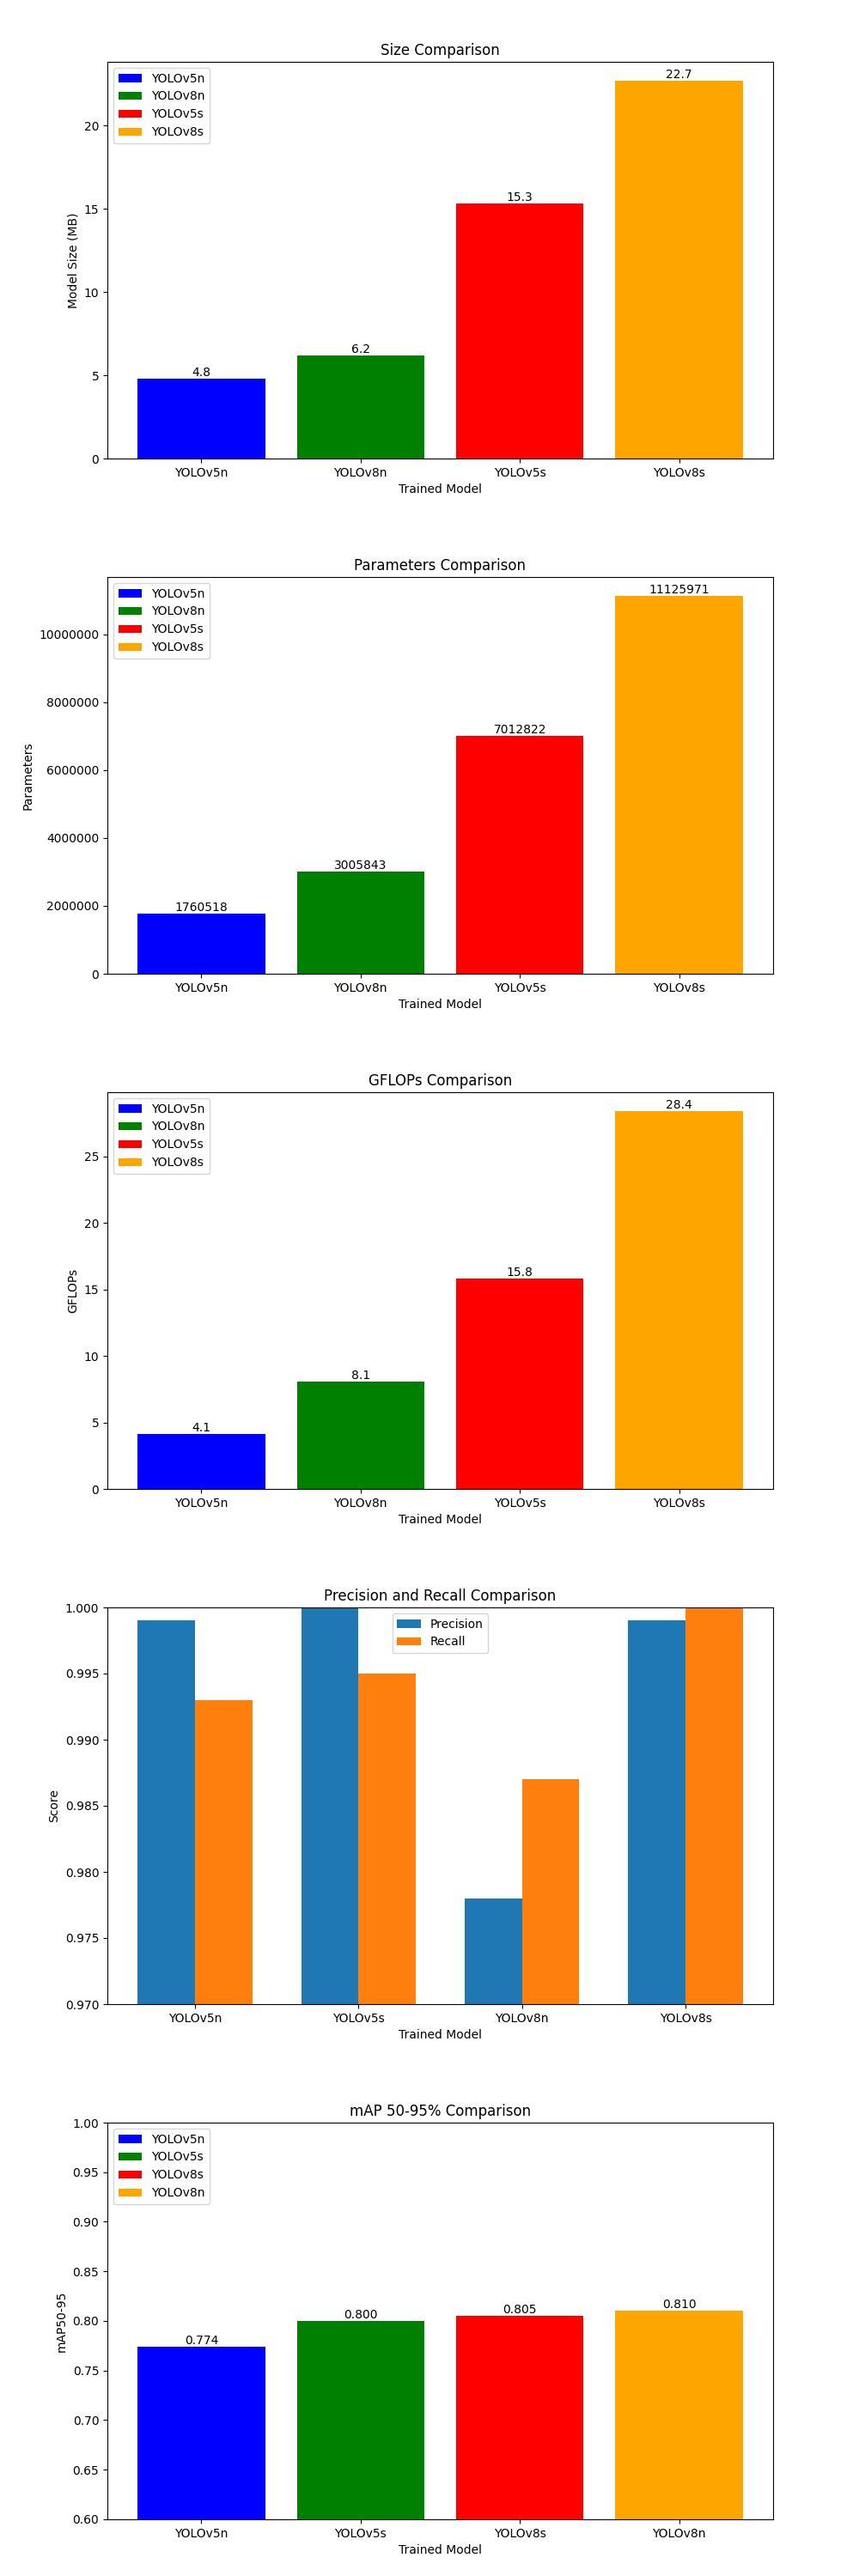 Size Comparison
YOLOv5n
YOLOv8n
YOLOv5s
YOLOv8s
22.7
15.3
6.2
4.8
20
15
10
5
0
Model Size (MB)
YOLOv5n YOLOv8n YOLOv5s YOLOv8s
Trained Model
Parameters Comparison
YOLOv5n
YOLOv8n
YOLOv5s
YOLOv8s
11125971
7012822
3005843
1760518
10000000
8000000
6000000
4000000
2000000
0
Parameters
YOLOv5n YOLOv8n YOLOv5s YOLOv8s
Trained Model
GFLOPs Comparison
YOLOv5n
YOLOv8n
YOLOv5s
YOLOv8s
28.4
15.8
8.1
4.1
25
20
15
10
5
0
GFLOPs
YOLOv5n YOLOv8n YOLOv5s YOLOv8s
Trained Model
Precision and Recall Comparison
Precision
Recall
1.000
0.995
0.990
0.985
0.980
0.975
0.970
Score
YOLOv5n YOLOv5s YOLOv8n YOLOv8s
Trained Model
mAP 50-95% Comparison
YOLOv5n
YOLOv5s
YOLOv8s
YOLOv8n
0.774
0.800
0.805
0.810
1.00
0.95
0.90
0.85
0.80
0.75
0.70
0.65
0.60
mAP50-95
YOLOv5n YOLOv5s YOLOv8s YOLOv8n
Trained Model